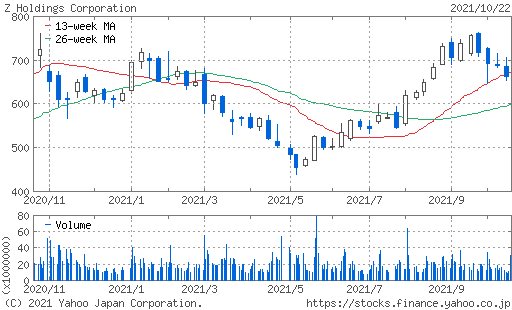 Z Holdings Corporation 2021/10/22
13-week MA
26-week MA
800
700
600
500
400
2020/11 2021/1 2021/3 2021/5 2021/7 2021/9
Volume
80
60
40
20
0
(x1000000)
2020/11 2021/1 2021/3 2021/5 2021/7 2021/9
(C) 2021 Yahoo Japan Corporation. https://stocks.finance.yahoo.co.jp